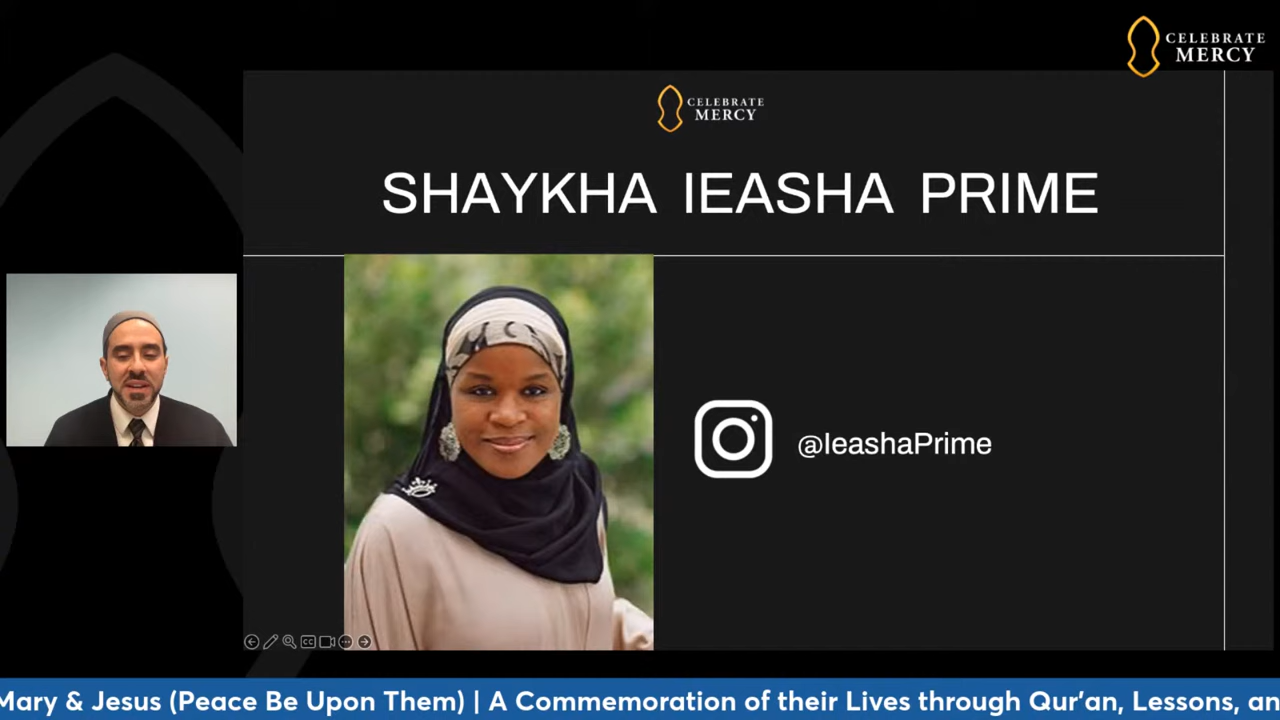 CELEBRATE
MERCY
CELEBRATE
MERCY
SHAYKHA IEASHA PRIME
@IeashaPrime
CC
Mary & Jesus (Peace Be Upon Them) | A Commemoration of their Lives through Qur'an, Lessons, an